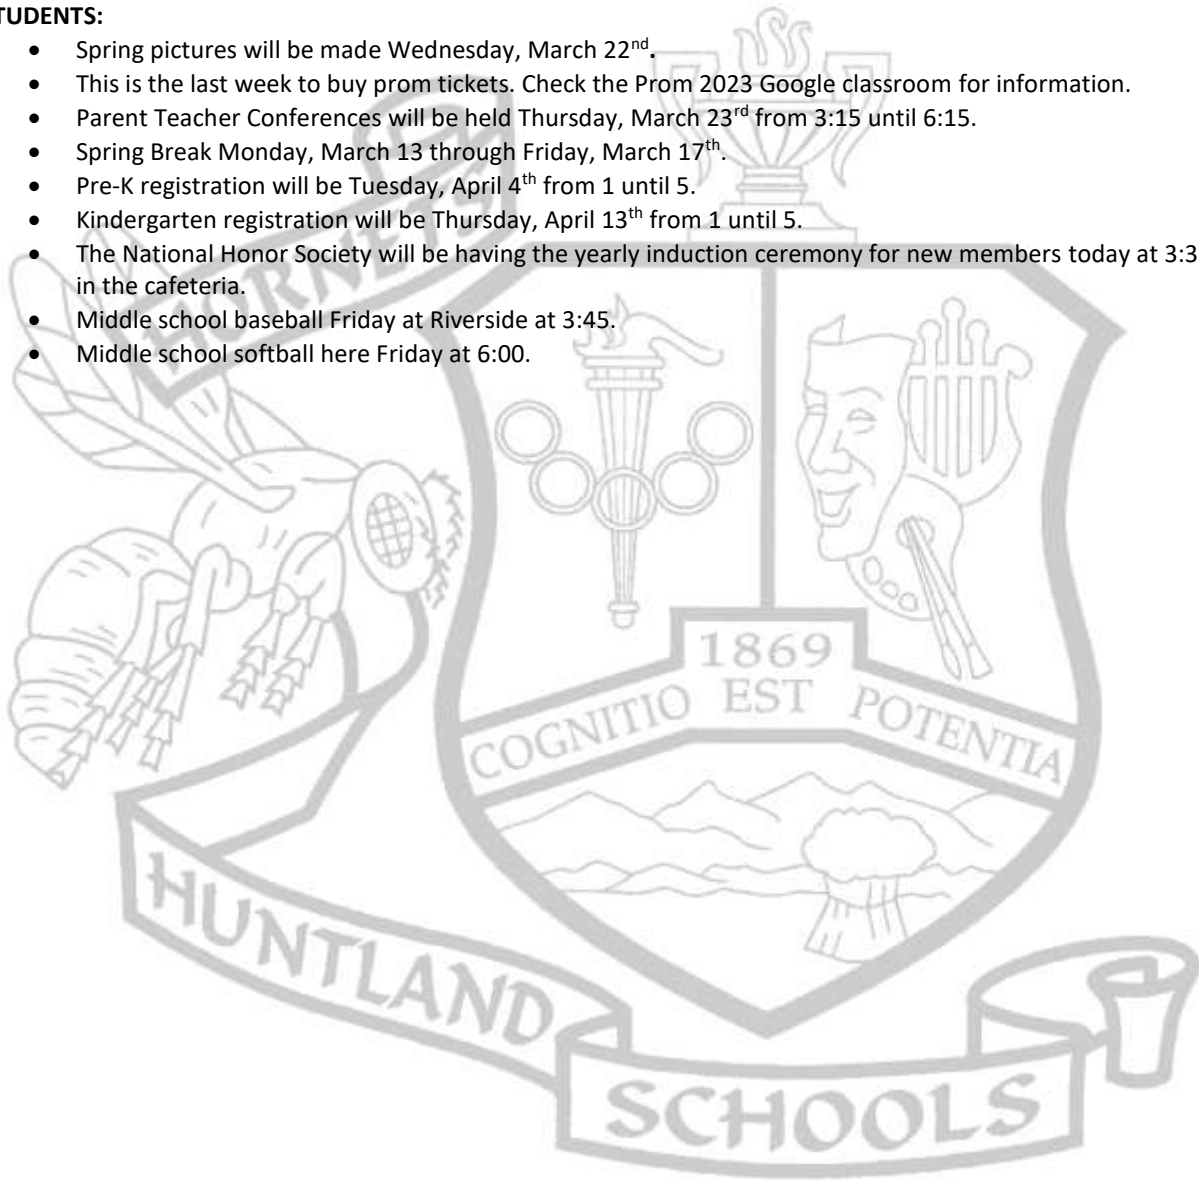 TUDENTS:
• Spring pictures will be made Wednesday, March 22nd.
• This is the last week to buy prom tickets. Check the Prom 2023 Google classroom for information.
• Parent Teacher Conferences will be held Thursday, March 23rd from 3:15 until 6:15.
• Spring Break Monday, March 13 through Friday, March 17th.
• Pre-K registration will be Tuesday, April 4th from 1 until 5.
• Kindergarten registration will be Thursday, April 13th from 1 until 5.
• The National Honor Society will be having the yearly induction ceremony for new members today at 3:3
in the cafeteria.
• Middle school baseball Friday at Riverside at 3:45.
• Middle school softball here Friday at 6:00.
HORNETS
1869
COGNITIO EST POTENTIA
HUNTLAND
SCHOOLS